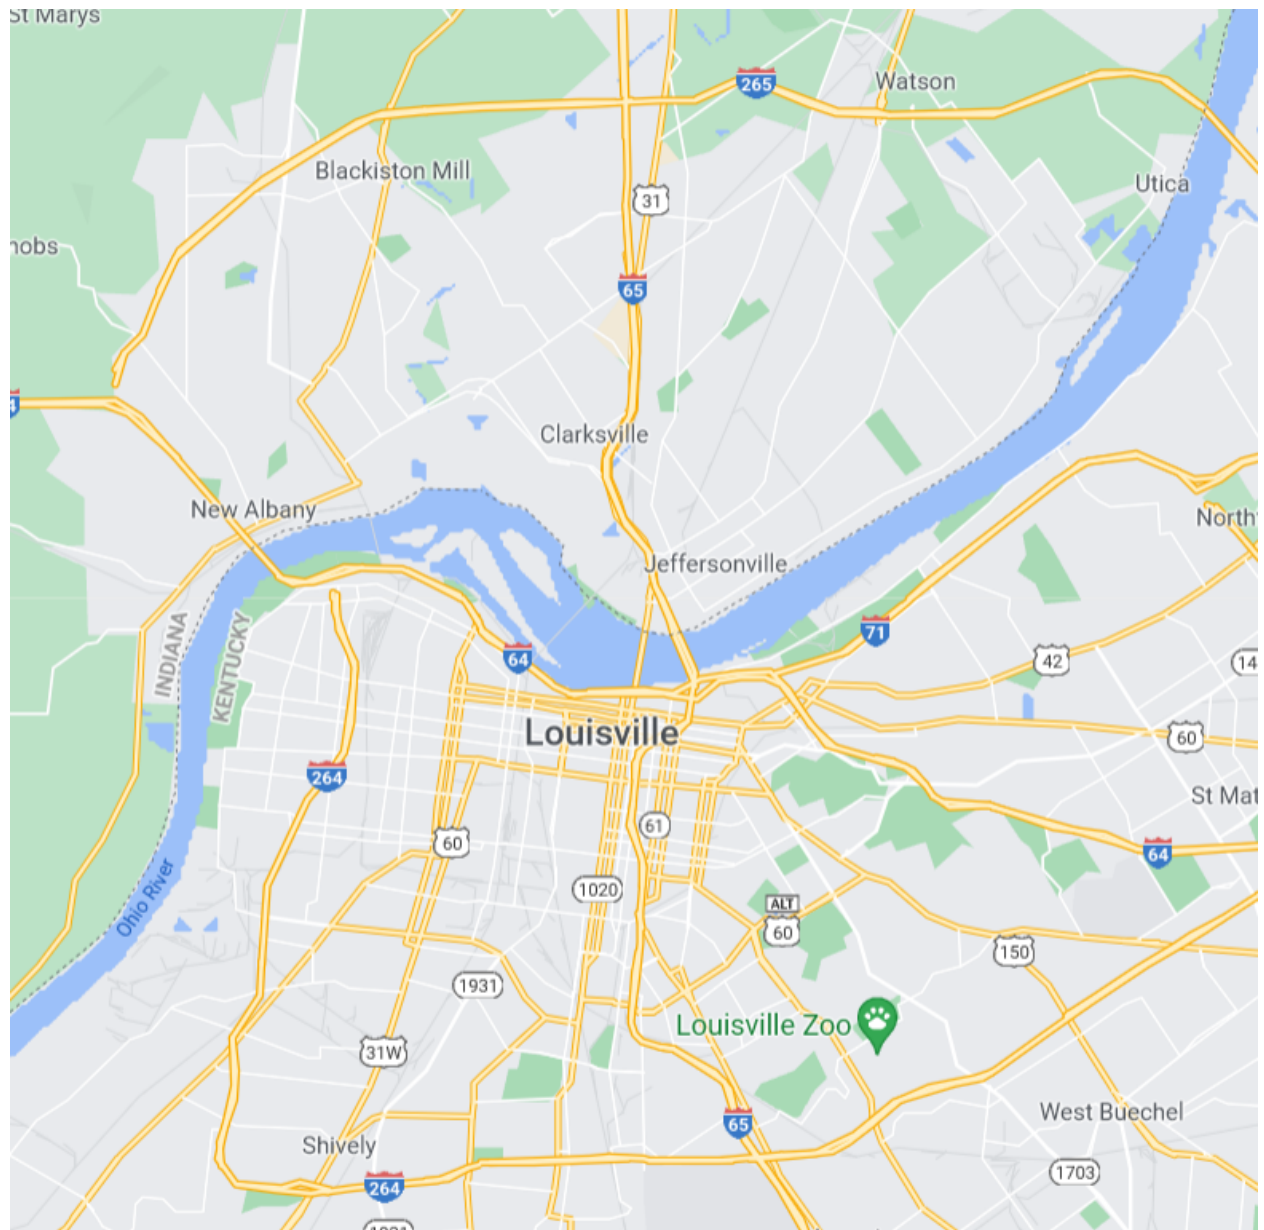 St Marys
265
Watson
Blackiston Mill
Utica
31
nobs
65
4
Clarksville
New Albany
North
Jeffersonville
INDIANA
KENTUCKY
71
64
42
14
Louisville
60
264
St Mat
61
60
64
1020
Ohio River
ALT
60
150
1931
Louisville Zoo
31W
65
West Buechel
Shively
1703
264